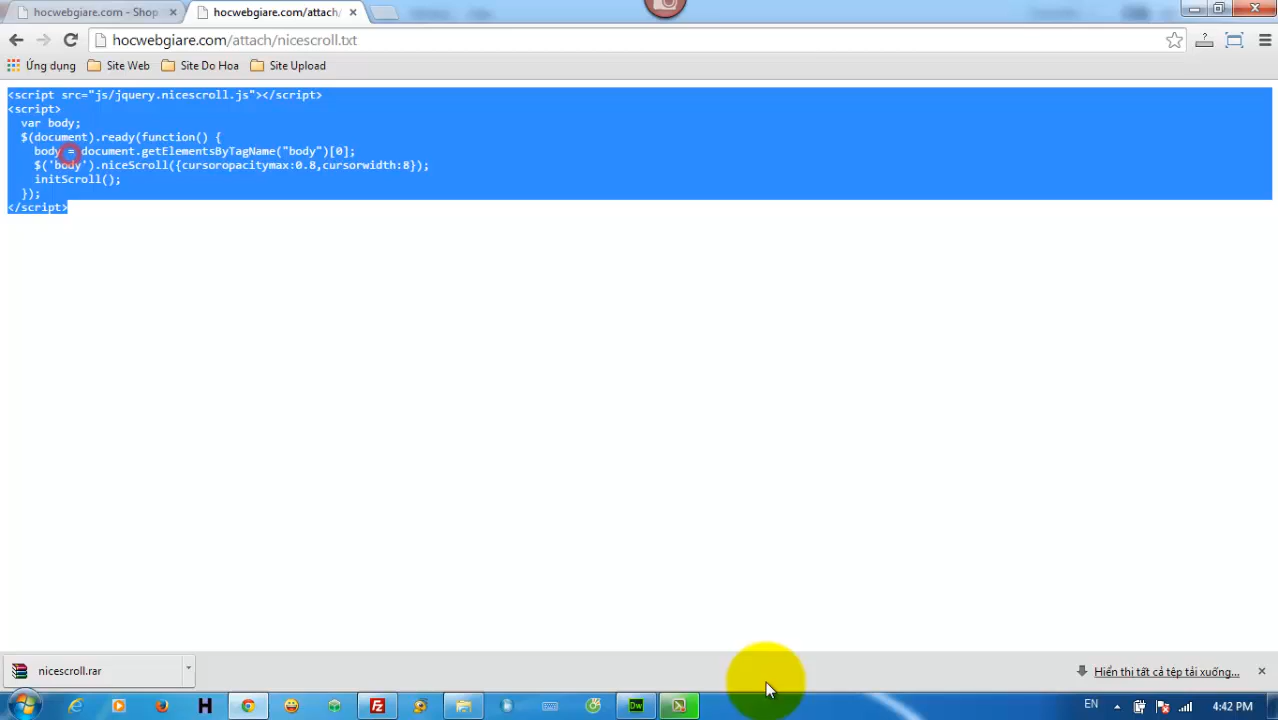 hocwebgiare.com - Shop
hocwebgiare.com/attach/
hocwebgiare.com/attach/nicescroll.txt
Ứng dụng
Site Web
Site Do Hoa
Site Upload
<script src="js/jquery.nicescroll.js"></script>
<script>
var body;
$(document).ready(function() {
body = document.getElementsByTagName("body")[0];
$('body').niceScroll({cursoropacitymax:0.8,cursorwidth:8});
initScroll();
});
</script>
nicescroll.rar
Hiển thị tất cả tệp tải xuống...
H
Fz
Dw
EN
4:42 PM